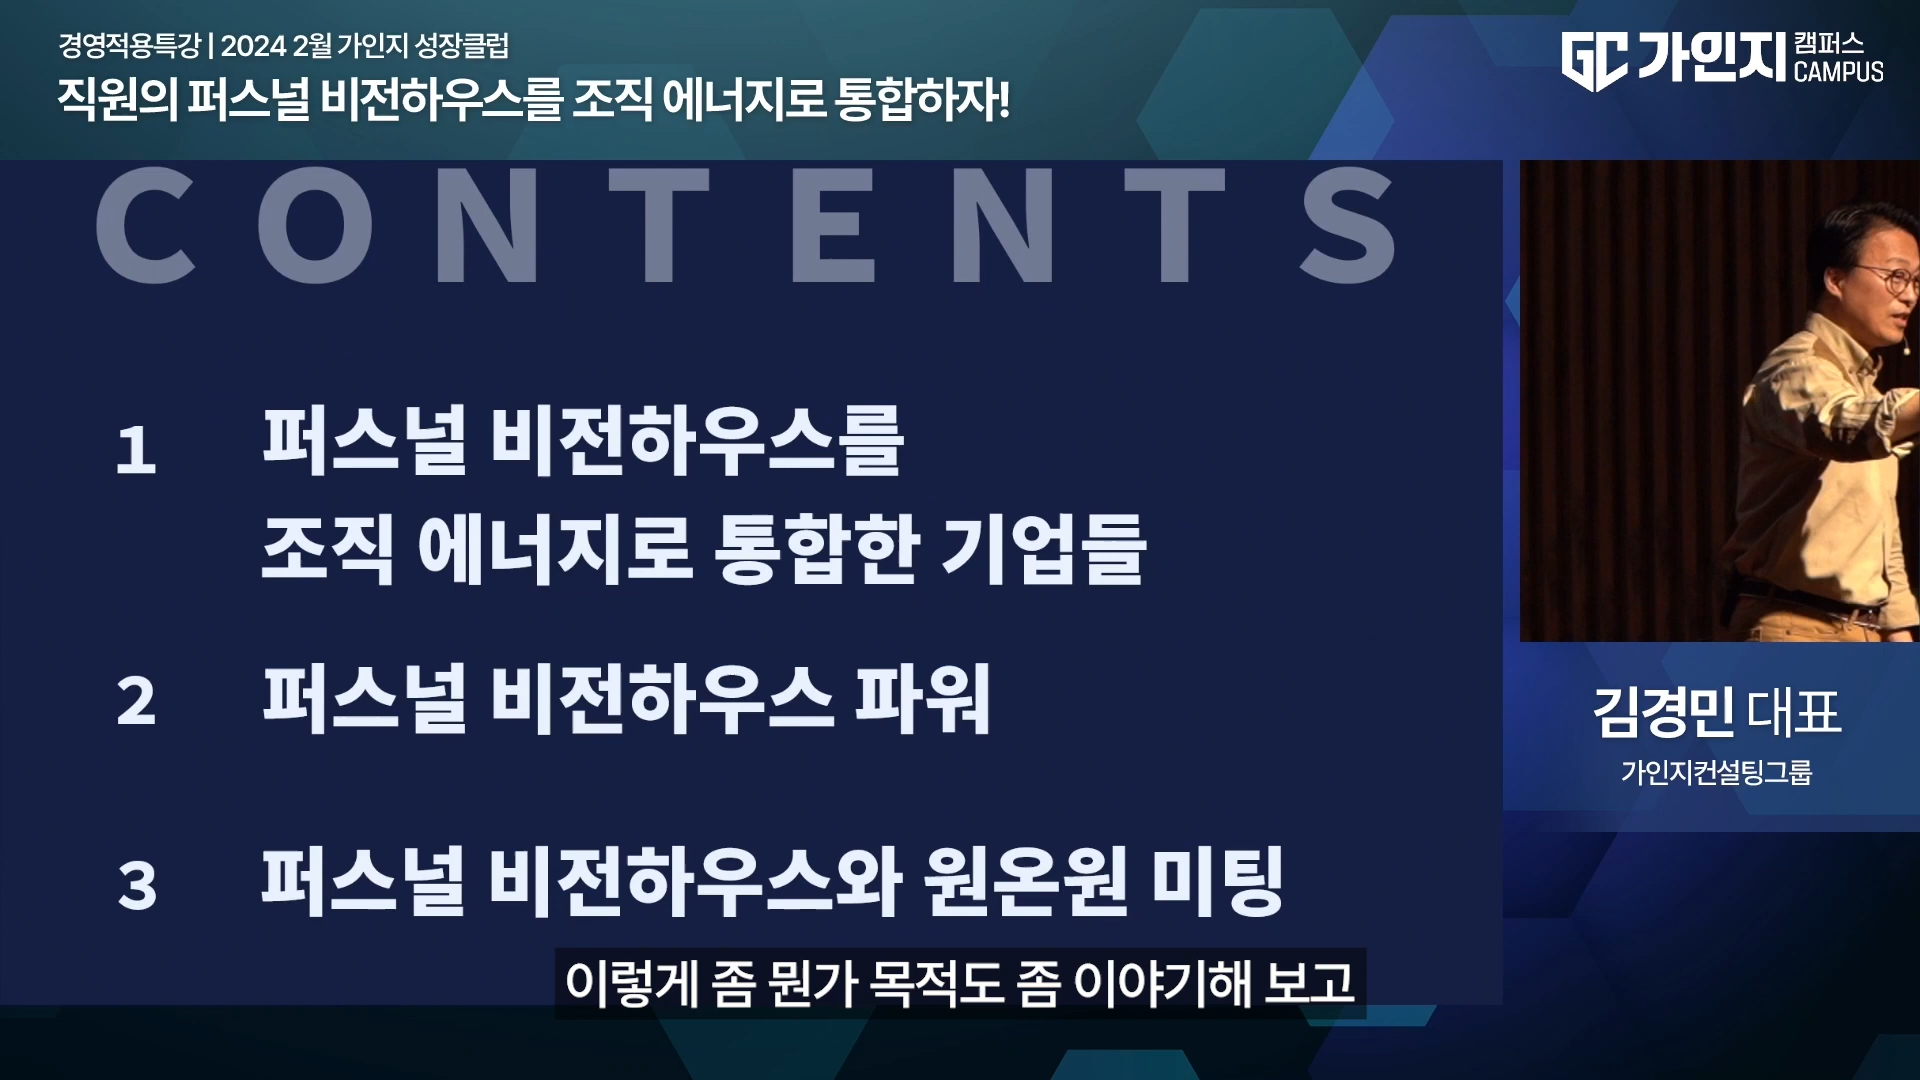 경영적용특강 | 2024 2월 가인지 성장클럽
직원의 퍼스널 비전하우스를 조직 에너지로 통합하자!
GC 가인지 캠퍼스 CAMPUS
CONTENTS
1 퍼스널 비전하우스를
조직 에너지로 통합한 기업들
2 퍼스널 비전하우스 파워
3 퍼스널 비전하우스와 원온원 미팅
김경민 대표
가인지컨설팅그룹
이렇게 좀 뭔가 목적도 좀 이야기해 보고